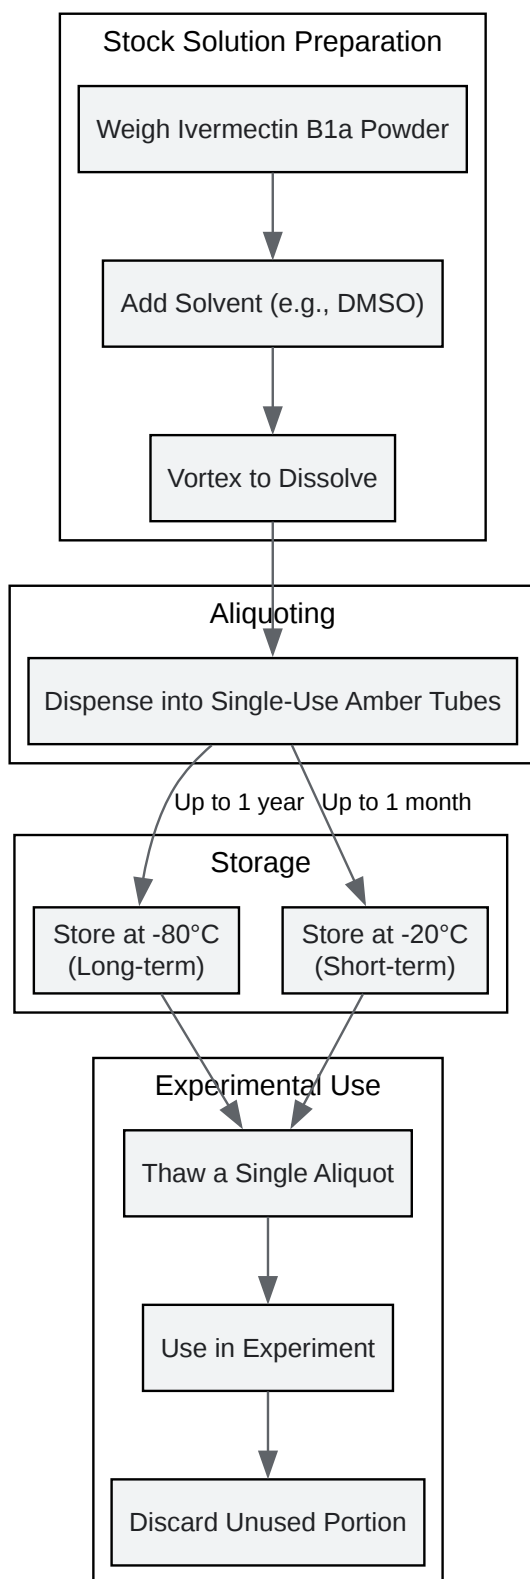 Stock Solution Preparation
Weigh Ivermectin B1a Powder
Add Solvent (e.g., DMSO)
Vortex to Dissolve
Aliquoting
Dispense into Single-Use Amber Tubes
Up to 1 year
Up to 1 month
Storage
Store at -80°C
(Long-term)
Store at -20°C
(Short-term)
Experimental Use
Thaw a Single Aliquot
Use in Experiment
Discard Unused Portion